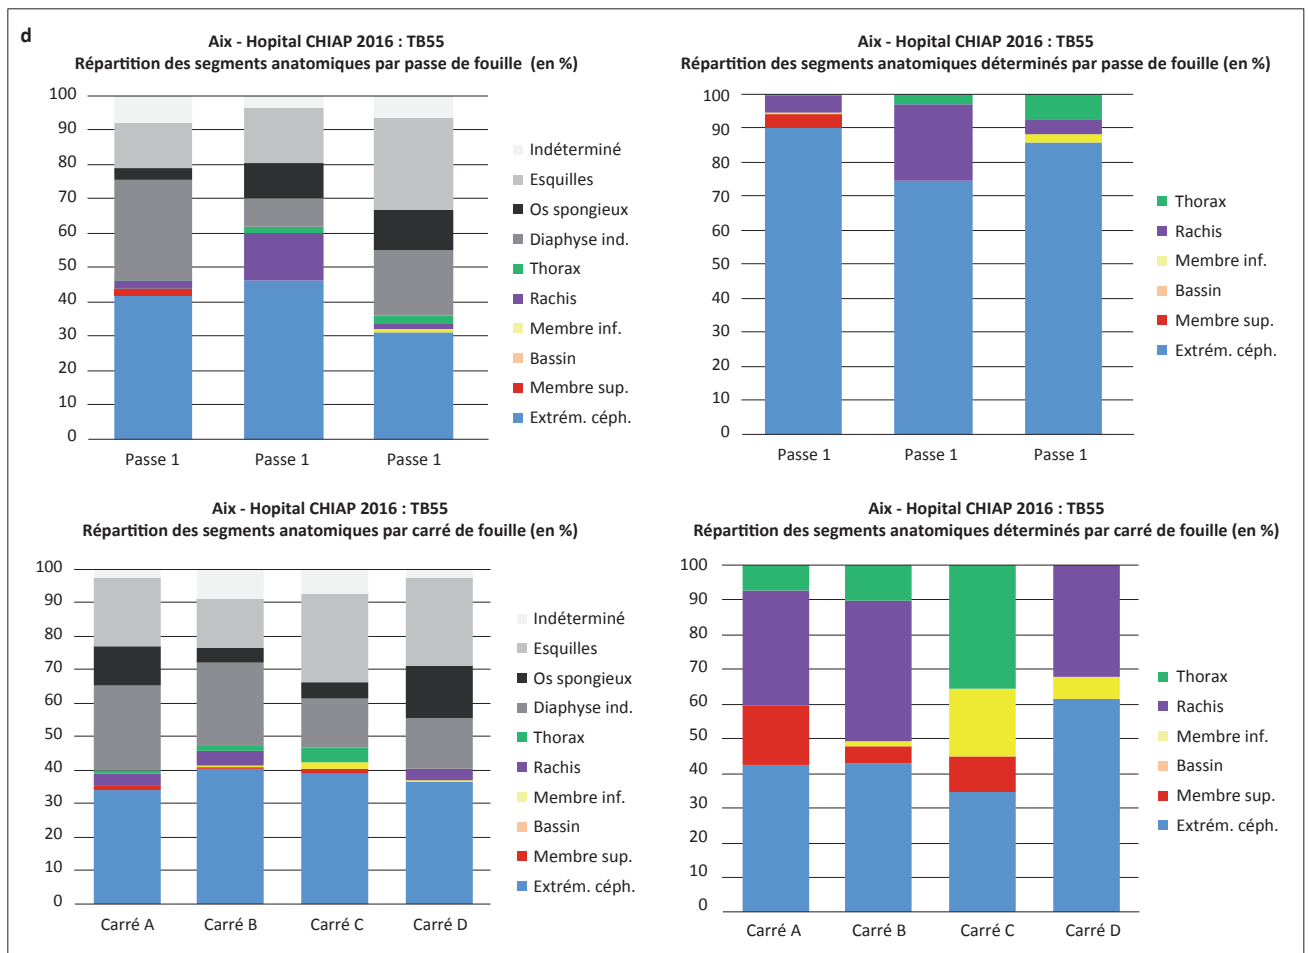 d
Aix - Hopital CHIAP 2016 : TB55
Répartition des segments anatomiques par passe de fouille (en %)
100
90
80
70
60
50
40
30
20
10
0
Passe 1
Passe 1
Passe 1
Indéterminé
Esquilles
Os spongieux
Diaphyse ind.
Thorax
Rachis
Membre inf.
Bassin
Membre sup.
Extrém. céph.
Aix - Hopital CHIAP 2016 : TB55
Répartition des segments anatomiques déterminés par passe de fouille (en %)
100
90
80
70
60
50
40
30
20
10
0
Passe 1
Passe 1
Passe 1
Thorax
Rachis
Membre inf.
Bassin
Membre sup.
Extrém. céph.
Aix - Hopital CHIAP 2016 : TB55
Répartition des segments anatomiques par carré de fouille (en %)
100
90
80
70
60
50
40
30
20
10
0
Carré A
Carré B
Carré C
Carré D
Indéterminé
Esquilles
Os spongieux
Diaphyse ind.
Thorax
Rachis
Membre inf.
Bassin
Membre sup.
Extrém. céph.
Aix - Hopital CHIAP 2016 : TB55
Répartition des segments anatomiques déterminés par carré de fouille (en %)
100
90
80
70
60
50
40
30
20
10
0
Carré A
Carré B
Carré C
Carré D
Thorax
Rachis
Membre inf.
Bassin
Membre sup.
Extrém. céph.